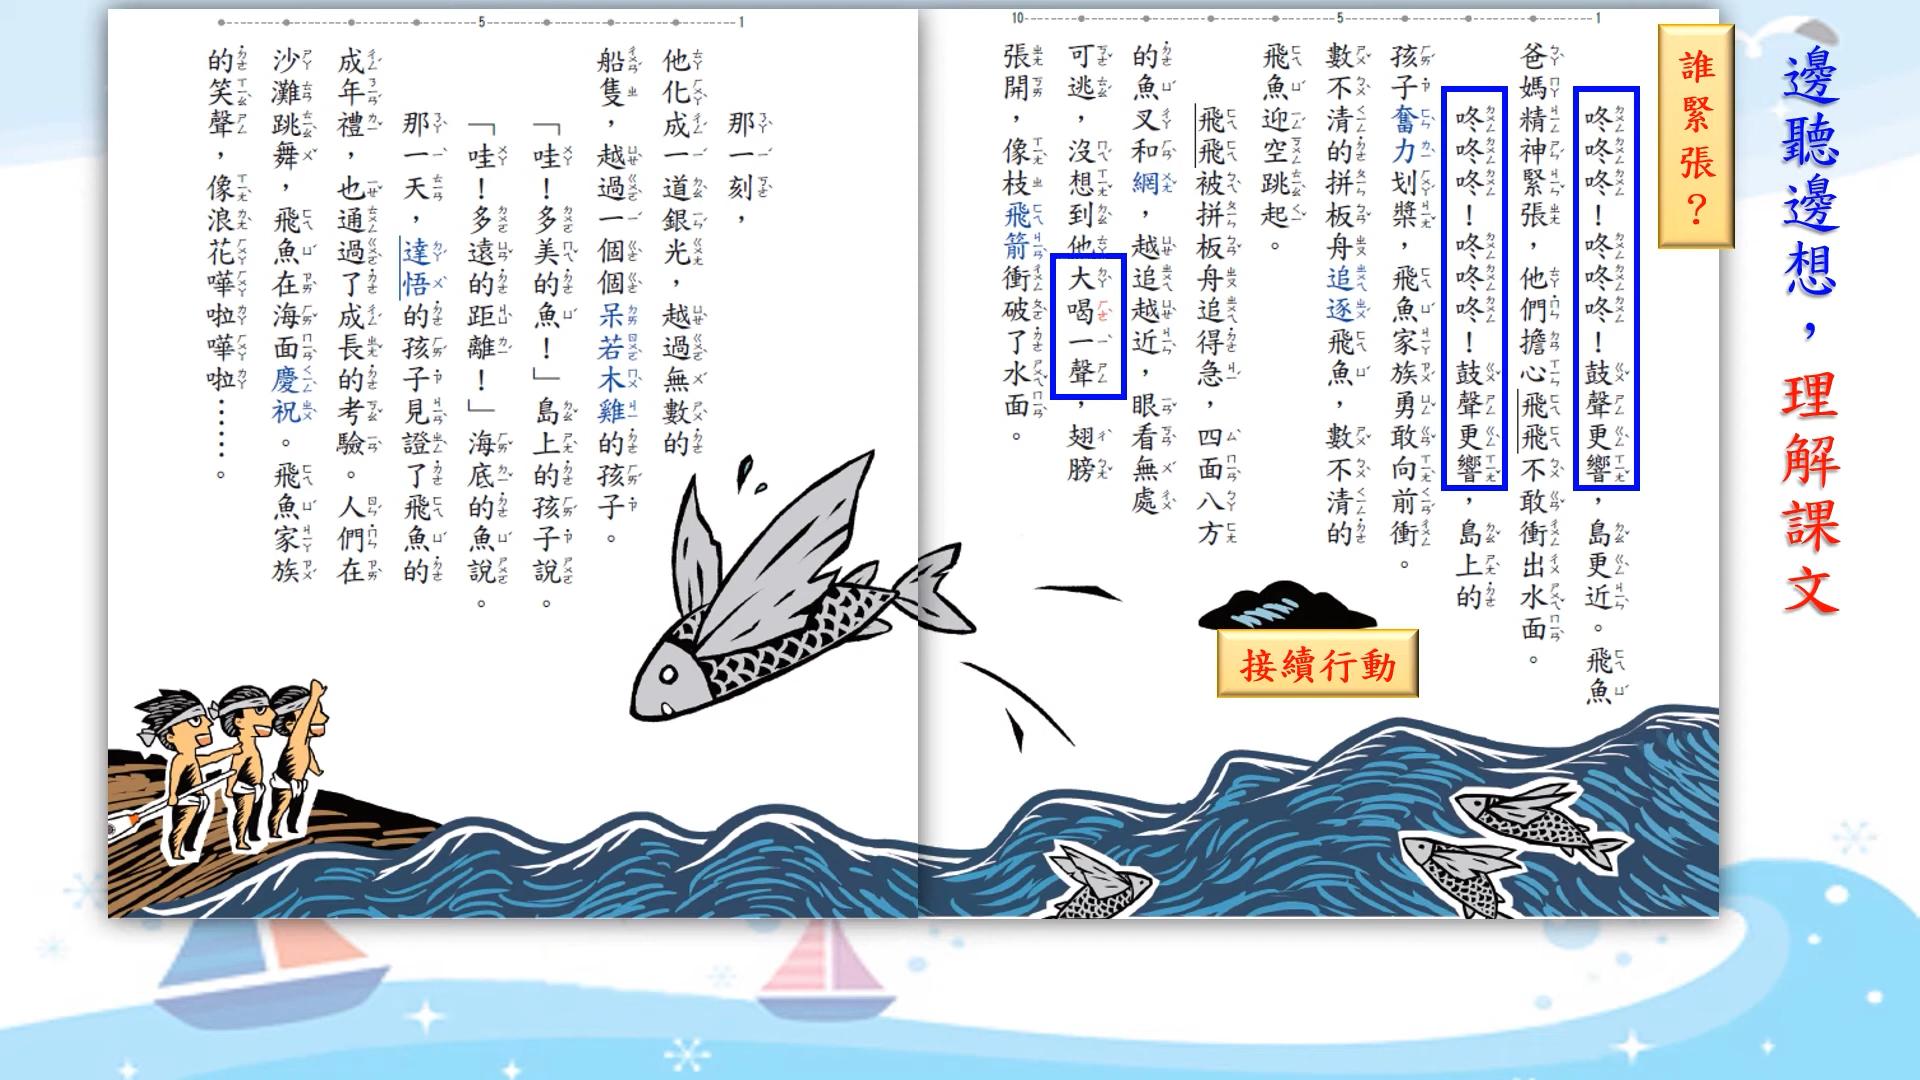 邊聽邊想，理解課文
誰緊張？
1
5
10
咚咚咚！咚咚咚！鼓聲更響，島更近。飛魚
爸媽精神緊張，他們擔心飛飛不敢衝出水面。
咚咚咚！咚咚咚！鼓聲更響，島上的
孩子奮力划槳，飛魚家族勇敢向前衝。
數不清的拼板舟追逐飛魚，數不清的
飛魚迎空跳起。
飛飛被拼板舟追得急，四面八方
的魚叉和網，越追越近，眼看無處
可逃，沒想到他大喝一聲，翅膀
張開，像枝飛箭衝破了水面。
接續行動
1
5
那一刻，
他化成一道銀光，越過無數的
船隻，越過一個個呆若木雞的孩子。
「哇！多美的魚！」島上的孩子說。
「哇！多遠的距離！」海底的魚說。
那一天，達悟的孩子見證了飛魚的
成年禮，也通過了成長的考驗。人們在
沙灘跳舞，飛魚在海面慶祝。飛魚家族
的笑聲，像浪花嘩啦嘩啦……。